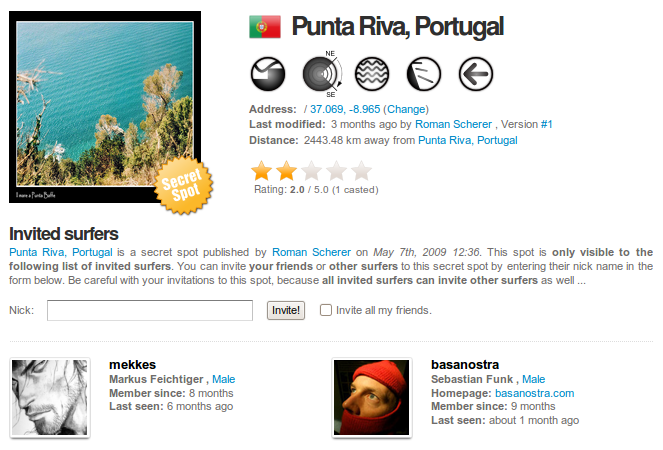 Punta Riva, Portugal
NE
SE
Address: / 37.069, -8.965 (Change)
Last modified: 3 months ago by Roman Scherer , Version #1
Distance: 2443.48 km away from Punta Riva, Portugal
Secret
Spot
Rating: 2.0 / 5.0 (1 casted)
Invited surfers
Punta Riva, Portugal is a secret spot published by Roman Scherer on May 7th, 2009 12:36. This spot is only visible to the
following list of invited surfers. You can invite your friends or other surfers to this secret spot by entering their nick name in the
form below. Be careful with your invitations to this spot, because all invited surfers can invite other surfers as well ...
Nick: Invite! Invite all my friends.
mekkes
Markus Feichtiger , Male
Member since: 8 months
Last seen: 6 months ago
basanostra
Sebastian Funk , Male
Homepage: basanostra.com
Member since: 9 months
Last seen: about 1 month ago